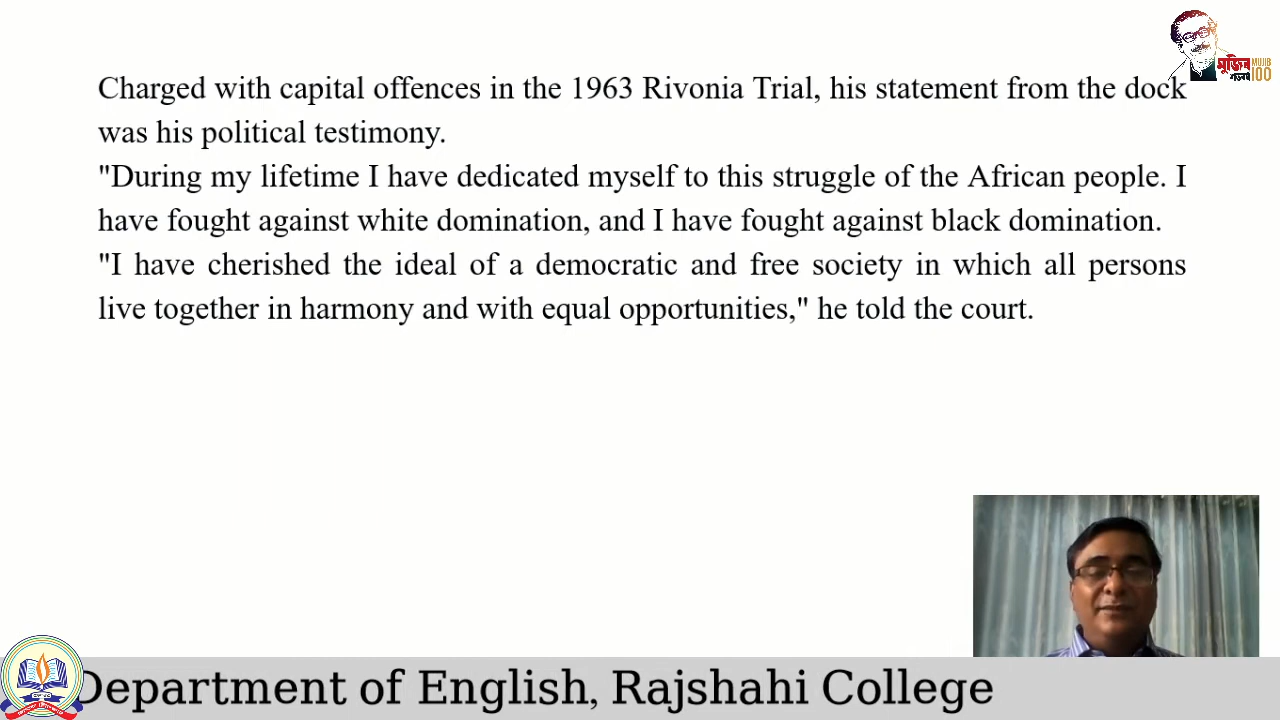 মুজিব MUJIB
শতবর্ষ 100
Charged with capital offences in the 1963 Rivonia Trial, his statement from the dock
was his political testimony.
"During my lifetime I have dedicated myself to this struggle of the African people. I
have fought against white domination, and I have fought against black domination.
"I have cherished the ideal of a democratic and free society in which all persons
live together in harmony and with equal opportunities," he told the court.
Department of English, Rajshahi College